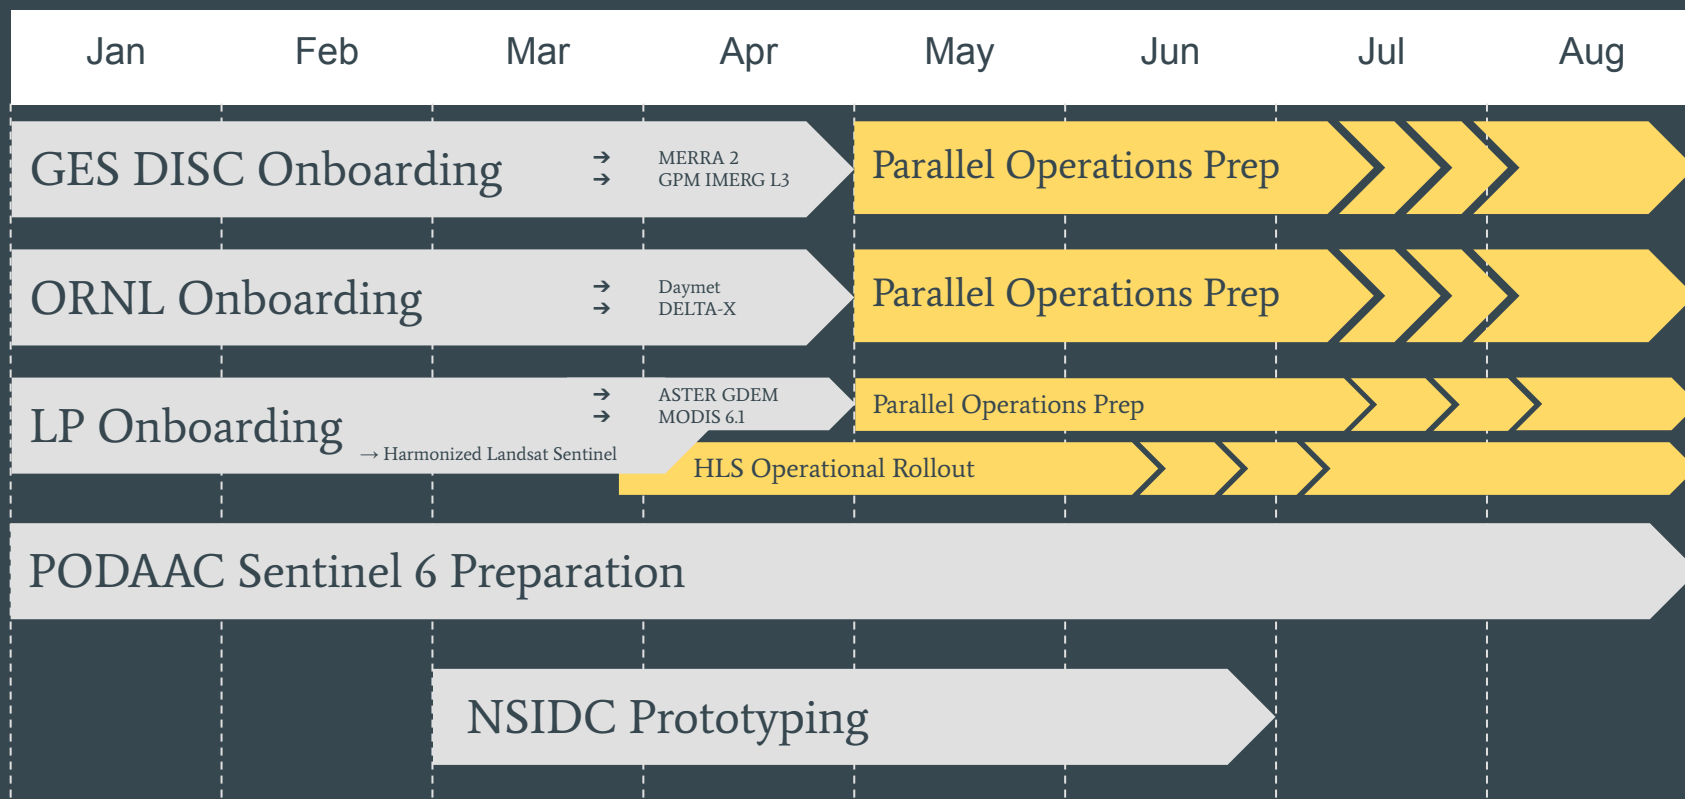 Jan Feb Mar Apr May Jun Jul Aug
GES DISC Onboarding
➔ MERRA 2
➔ GPM IMERG L3
Parallel Operations Prep
ORNL Onboarding
➔ Daymet
➔ DELTA-X
Parallel Operations Prep
LP Onboarding
➔ ASTER GDEM
➔ MODIS 6.1
→ Harmonized Landsat Sentinel
Parallel Operations Prep
HLS Operational Rollout
PODAAC Sentinel 6 Preparation
NSIDC Prototyping